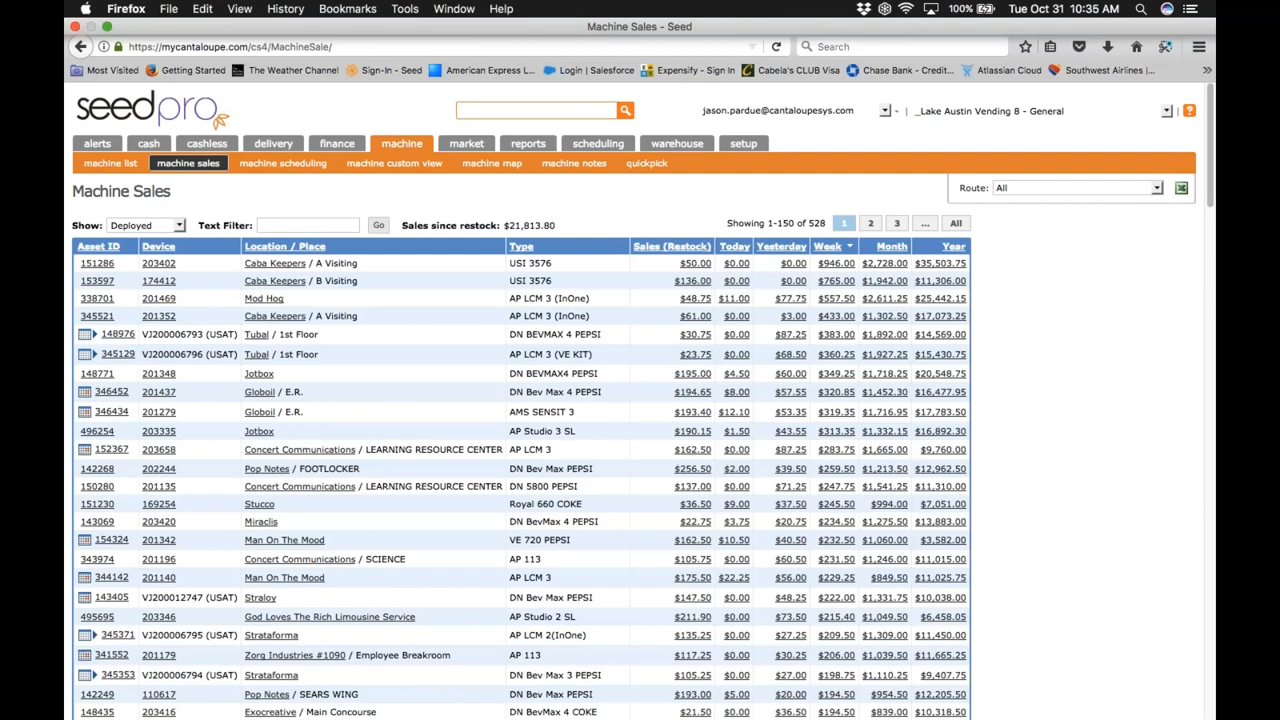 Firefox File Edit View History Bookmarks Tools Window Help 100% Tue Oct 31 10:35 AM
Machine Sales - Seed
https://mycantaloupe.com/cs4/MachineSale/ Search
Most Visited Getting Started The Weather Channel Sign-In - Seed American Express L... Login | Salesforce Expensify - Sign In Cabela's CLUB Visa Chase Bank - Credit... Atlassian Cloud Southwest Airlines |...
seedpro jason.pardue@cantaloupesys.com _Lake Austin Vending 8 - General ?
alerts cash cashless delivery finance machine market reports scheduling warehouse setup
machine list machine sales machine scheduling machine custom view machine map machine notes quickpick
Machine Sales Route: All
Show: Deployed Text Filter: Go Sales since restock: $21,813.80 Showing 1-150 of 528 1 2 3 ... All
Asset ID Device Location / Place Type Sales (Restock) Today Yesterday Week Month Year
151286 203402 Caba Keepers / A Visiting USI 3576 $50.00 $0.00 $0.00 $946.00 $2,728.00 $35,503.75
153597 174412 Caba Keepers / B Visiting USI 3576 $136.00 $0.00 $0.00 $765.00 $1,942.00 $11,306.00
338701 201469 Mod Hog AP LCM 3 (InOne) $48.75 $11.00 $77.75 $557.50 $2,611.25 $25,442.15
345521 201352 Caba Keepers / A Visiting AP LCM 3 (InOne) $61.00 $0.00 $3.00 $433.00 $1,302.50 $17,073.25
148976 VJ200006793 (USAT) Tubal / 1st Floor DN BEVMAX 4 PEPSI $30.75 $0.00 $87.25 $383.00 $1,892.00 $14,569.00
345129 VJ200006796 (USAT) Tubal / 1st Floor AP LCM 3 (VE KIT) $23.75 $0.00 $68.50 $360.25 $1,927.25 $15,430.75
148771 201348 Jotbox DN BEVMAX4 PEPSI $195.00 $4.50 $60.00 $349.25 $1,718.25 $20,548.75
346452 201437 Globoil / E.R. DN Bev Max 4 PEPSI $194.65 $8.00 $57.55 $320.85 $1,452.30 $16,477.95
346434 201279 Globoil / E.R. AMS SENSIT 3 $193.40 $12.10 $53.35 $319.35 $1,716.95 $17,783.50
496254 203335 Jotbox AP Studio 3 SL $190.15 $1.50 $43.55 $313.35 $1,332.15 $16,892.30
152367 203658 Concert Communications / LEARNING RESOURCE CENTER AP LCM 3 $162.50 $0.00 $87.25 $283.75 $1,665.00 $9,760.00
142268 202244 Pop Notes / FOOTLOCKER DN Bev Max PEPSI $256.50 $2.00 $39.50 $259.50 $1,213.50 $12,962.50
150280 201135 Concert Communications / LEARNING RESOURCE CENTER DN 5800 PEPSI $137.00 $0.00 $71.25 $247.75 $1,541.25 $11,310.00
151230 169254 Stucco Royal 660 COKE $36.50 $9.00 $37.50 $245.50 $994.00 $7,051.00
143069 203420 Miraclis DN BevMax 4 PEPSI $22.75 $3.75 $20.75 $234.50 $1,275.50 $13,883.00
154324 201342 Man On The Mood VE 720 PEPSI $162.50 $10.50 $40.50 $232.50 $1,060.00 $3,582.00
343974 201196 Concert Communications / SCIENCE AP 113 $105.75 $0.00 $60.50 $231.50 $1,246.00 $11,015.00
344142 201140 Man On The Mood AP LCM 3 $175.50 $22.25 $56.00 $229.25 $849.50 $11,025.75
143405 VJ200012747 (USAT) Straloy DN Bev Max PEPSI $147.50 $0.00 $48.25 $222.00 $1,331.75 $10,038.00
495695 203346 God Loves The Rich Limousine Service AP Studio 2 SL $211.90 $0.00 $73.50 $215.40 $1,049.50 $6,458.05
345371 VJ200006795 (USAT) Strataforma AP LCM 2(InOne) $135.25 $0.00 $27.25 $209.50 $1,309.00 $11,450.00
341552 201179 Zorg Industries #1090 / Employee Breakroom AP 113 $117.25 $0.00 $30.25 $206.00 $1,039.50 $11,665.25
345353 VJ200006794 (USAT) Strataforma DN Bev Max 3 PEPSI $105.25 $0.00 $27.00 $198.75 $1,110.25 $9,407.75
142249 110617 Pop Notes / SEARS WING DN Bev Max PEPSI $193.00 $5.00 $20.00 $194.50 $954.50 $12,205.50
148435 203416 Exocreative / Main Concourse DN BevMax 4 COKE $21.50 $0.00 $36.50 $194.50 $839.00 $10,318.50